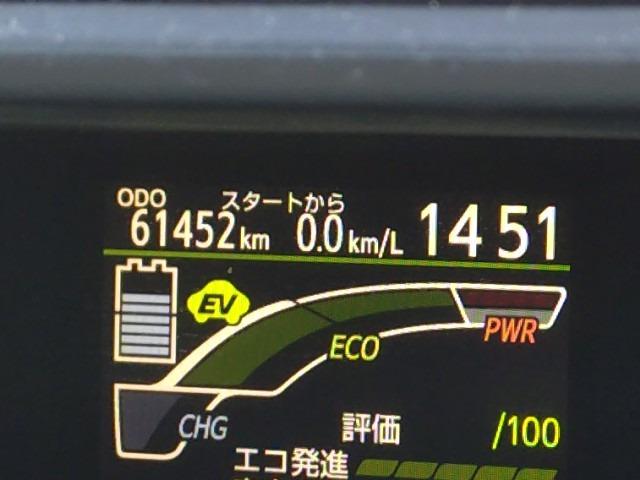 ODO スタートから
61452km 0.0km/L 14 51
EV
ECO
PWR
CHG
評価 /100
エコ発進